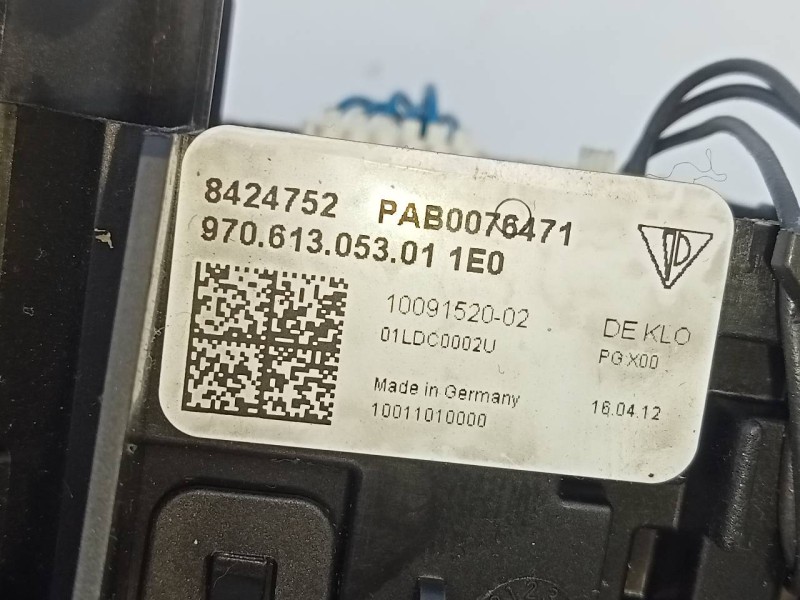 8424752 PAB0076471
970.613.053.01 1E0
10091520-02 DE KLO
01LDC0002U PG X00
Made in Germany
10011010000 16.04.12